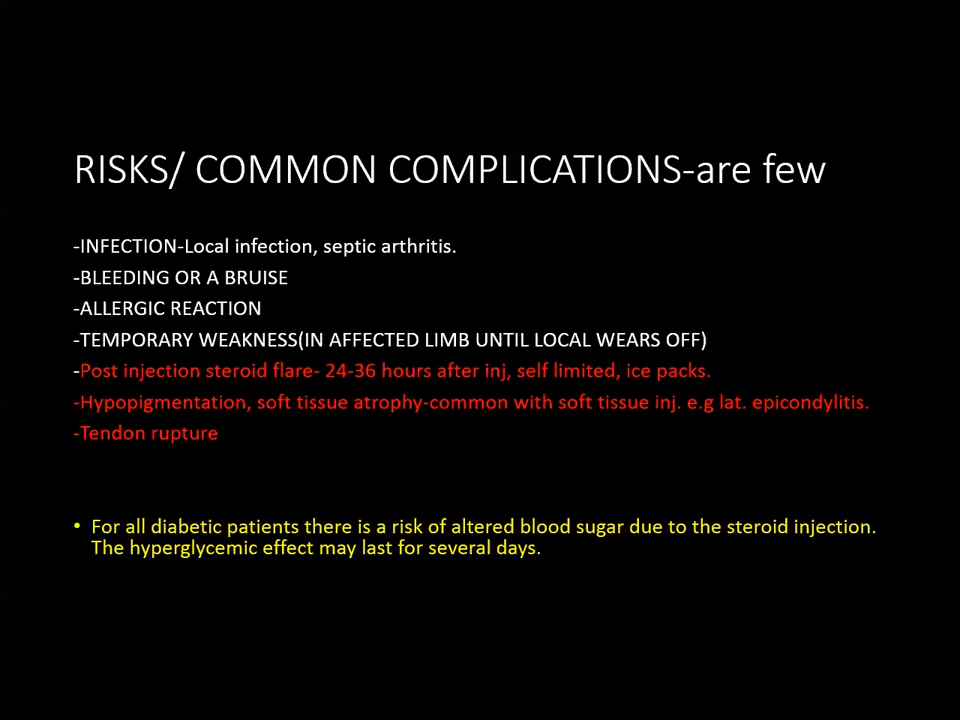 RISKS/ COMMON COMPLICATIONS-are few
-INFECTION-Local infection, septic arthritis.
-BLEEDING OR A BRUISE
-ALLERGIC REACTION
-TEMPORARY WEAKNESS(IN AFFECTED LIMB UNTIL LOCAL WEARS OFF)
-Post injection steroid flare- 24-36 hours after inj, self limited, ice packs.
-Hypopigmentation, soft tissue atrophy-common with soft tissue inj. e.g lat. epicondylitis.
-Tendon rupture
• For all diabetic patients there is a risk of altered blood sugar due to the steroid injection.
The hyperglycemic effect may last for several days.